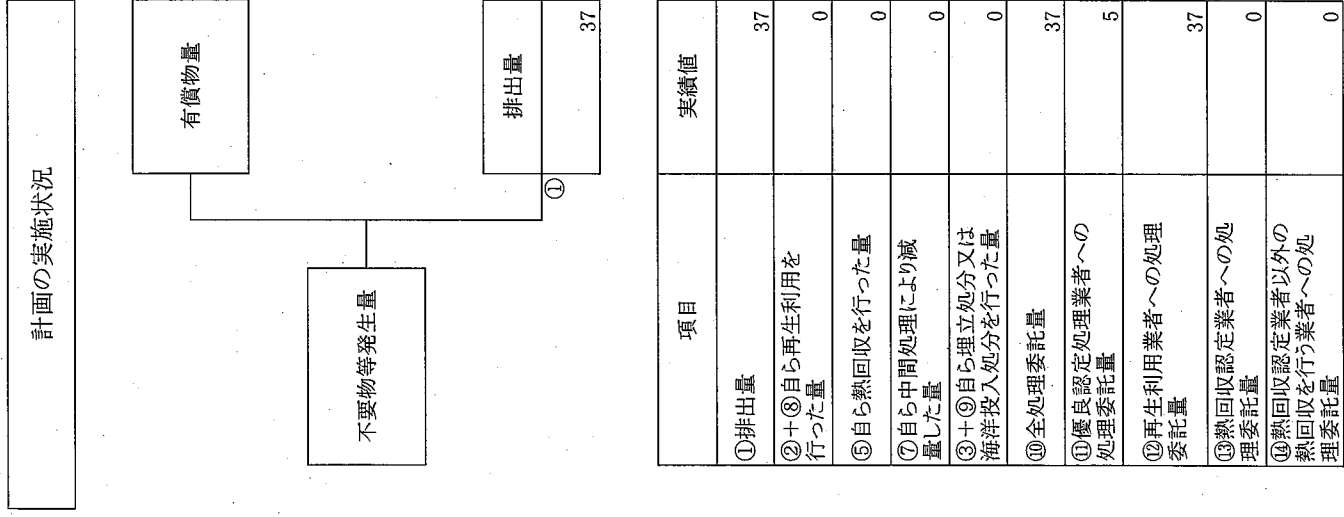 計画の実施状況
有償物量
不要物等発生量
排出量
①
37
項目
実績値
①排出量
37
②+⑧自ら再生利用を
行った量
0
⑤自ら熱回収を行った量
0
⑦自ら中間処理により減
量した量
0
③+⑨自ら埋立処分又は
海洋投入処分を行った量
0
⑩全処理委託量
37
⑪優良認定処理業者への
処理委託量
5
⑫再生利用業者への処理
委託量
37
⑬熱回収認定業者への処
理委託量
0
⑭熱回収認定業者以外の
熱回収を行う業者への処
理委託量
0